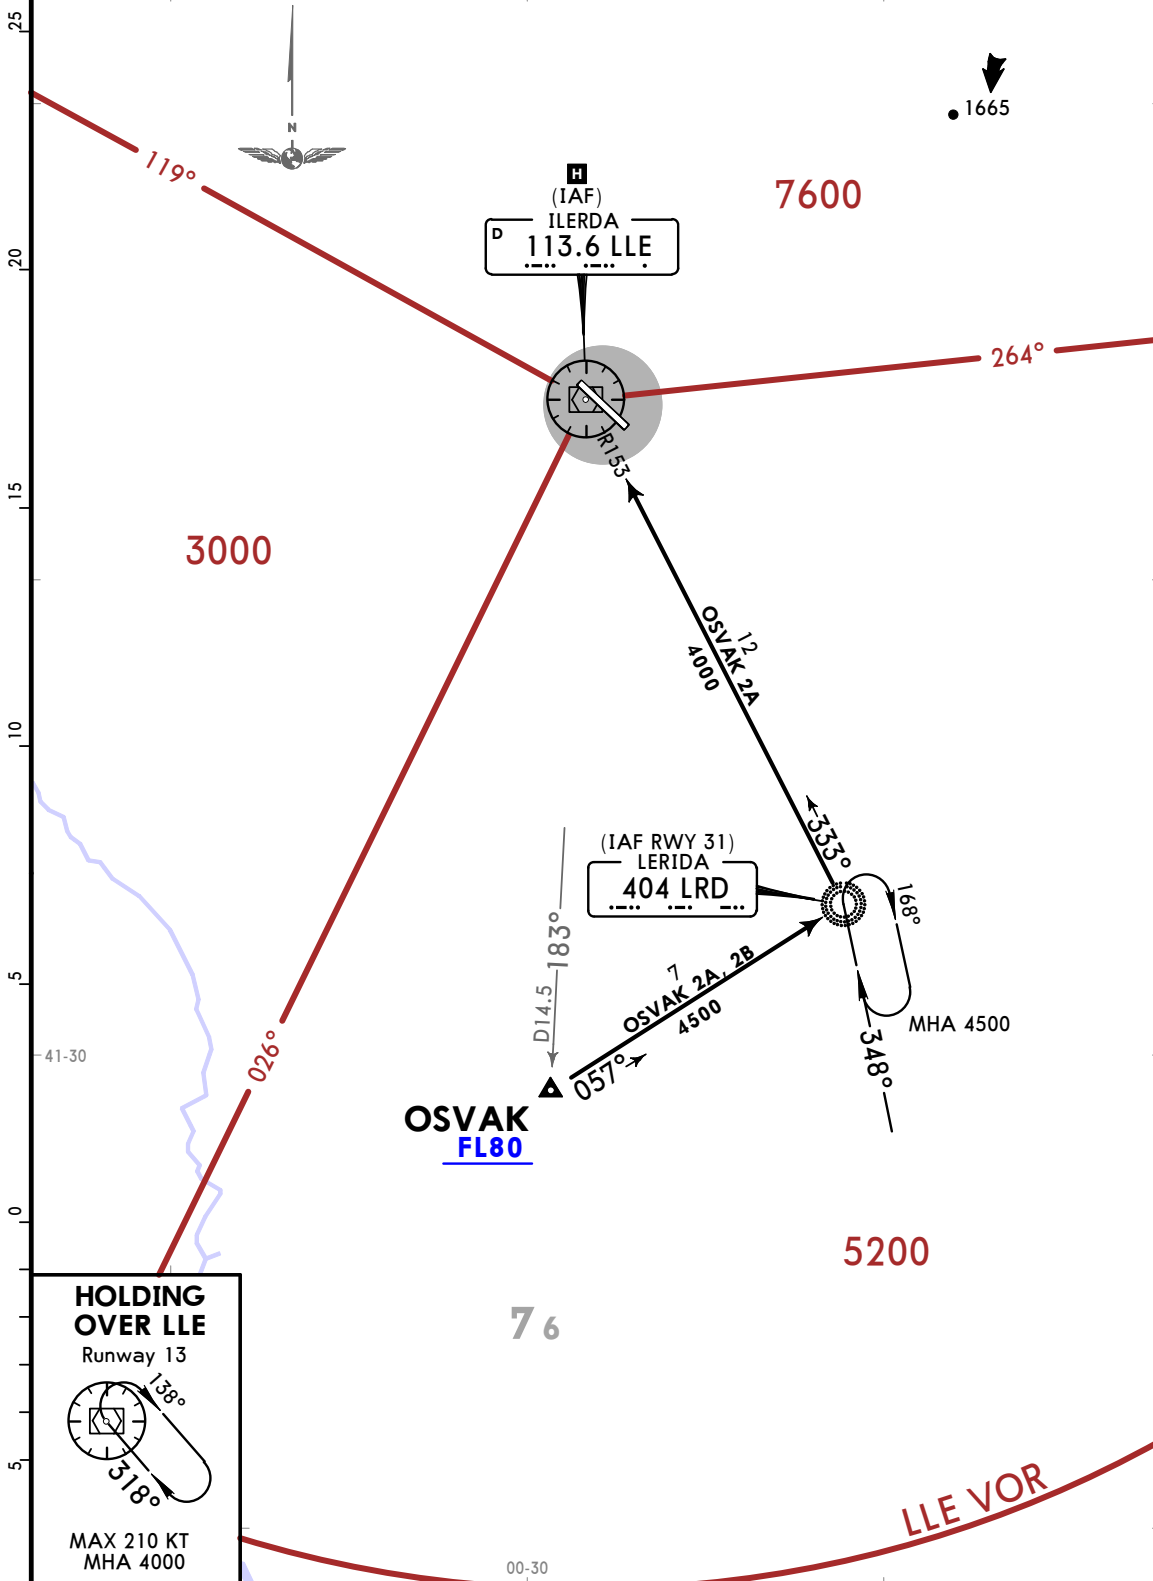 25
20
15
10
5
0
5
N
119°
1665
7600
H
(IAF)
ILERDA
D 113.6 LLE
264°
R153
3000
12
OSVAK 2A
4000
333°
(IAF RWY 31)
LERIDA
404 LRD
168°
183°
D14.5
7
OSVAK 2A, 2B
4500
057°
MHA 4500
348°
026°
41-30
OSVAK
FL80
5200
76
HOLDING
OVER LLE
Runway 13
138°
318°
MAX 210 KT
MHA 4000
LLE VOR
00-30